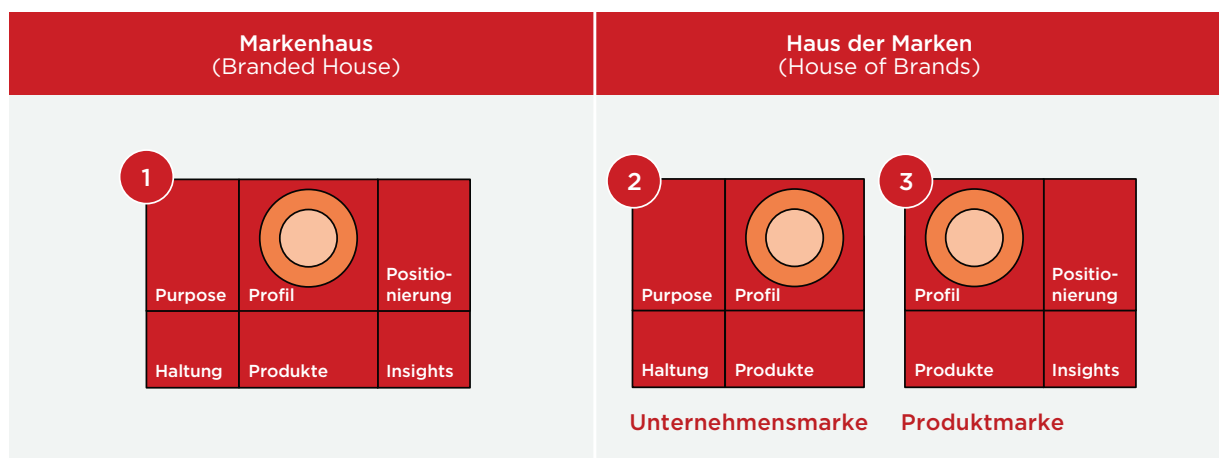 Markenhaus
(Branded House)
Haus der Marken
(House of Brands)
1
Purpose
Profil
Positio-
nierung
Haltung
Produkte
Insights
2
Purpose
Profil
Haltung
Produkte
Unternehmensmarke
3
Profil
Positio-
nierung
Produkte
Insights
Produktmarke